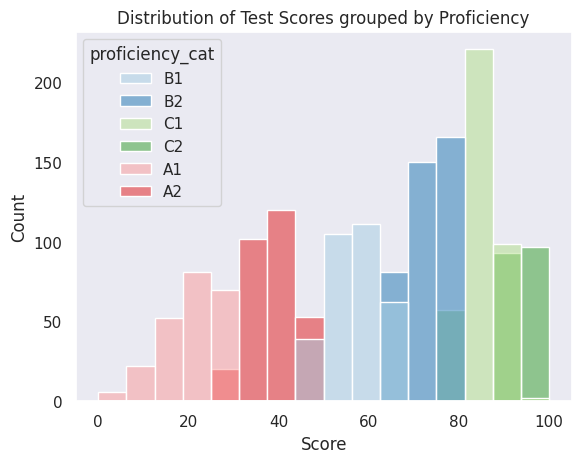 Distribution of Test Scores grouped by Proficiency
proficiency_cat
B1
B2
C1
C2
A1
A2
200
150
100
50
0
Count
0 20 40 60 80 100
Score